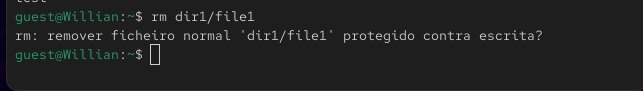 guest@Willian:~$ rm dir1/file1
rm: remover ficheiro normal 'dir1/file1' protegido contra escrita?
guest@Willian:~$